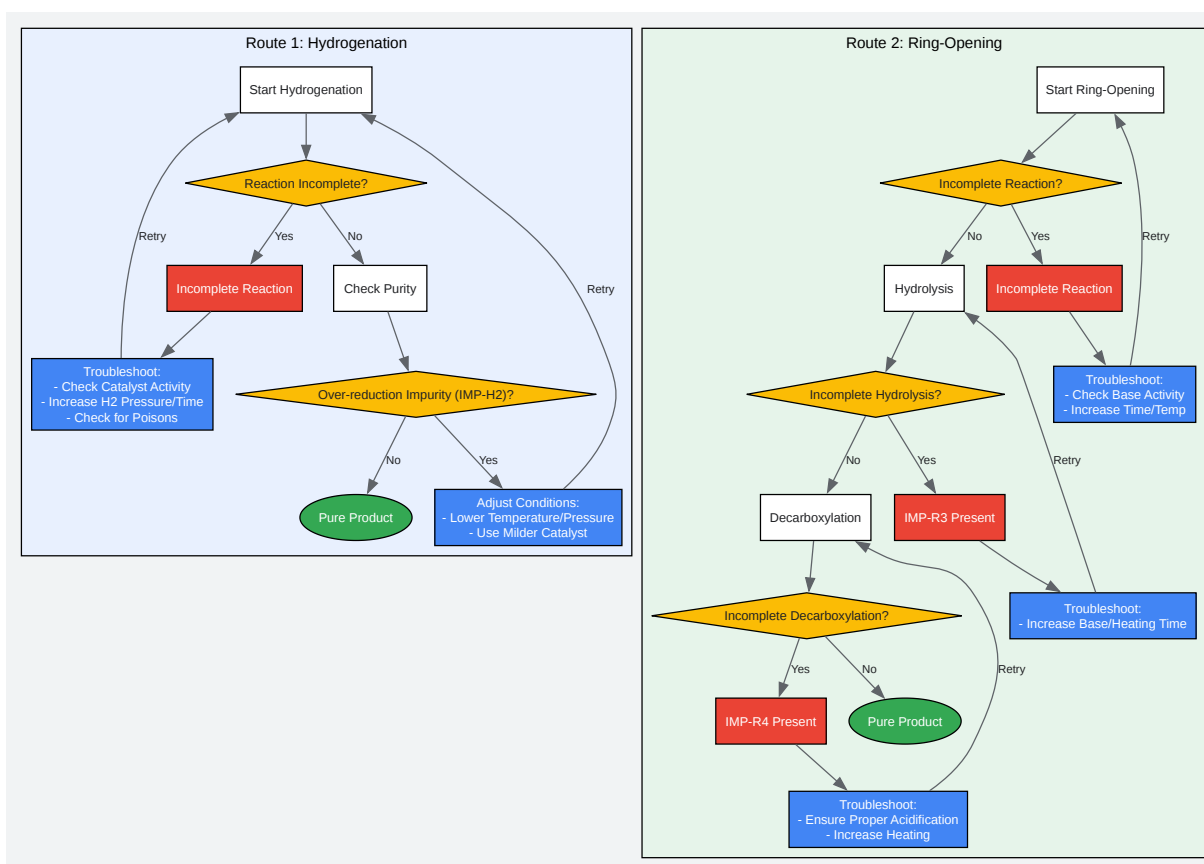 Route 1: Hydrogenation
Start Hydrogenation
Reaction Incomplete?
Retry
Yes
No
Incomplete Reaction
Check Purity
Retry
Troubleshoot:
- Check Catalyst Activity
- Increase H2 Pressure/Time
- Check for Poisons
Over-reduction Impurity (IMP-H2)?
No
Yes
Pure Product
Adjust Conditions:
- Lower Temperature/Pressure
- Use Milder Catalyst
Route 2: Ring-Opening
Start Ring-Opening
Incomplete Reaction?
No
Yes
Retry
Hydrolysis
Incomplete Reaction
Troubleshoot:
- Check Base Activity
- Increase Time/Temp
Incomplete Hydrolysis?
No
Yes
Retry
Decarboxylation
IMP-R3 Present
Troubleshoot:
- Increase Base/Heating Time
Incomplete Decarboxylation?
Yes
No
Retry
IMP-R4 Present
Pure Product
Troubleshoot:
- Ensure Proper Acidification
- Increase Heating